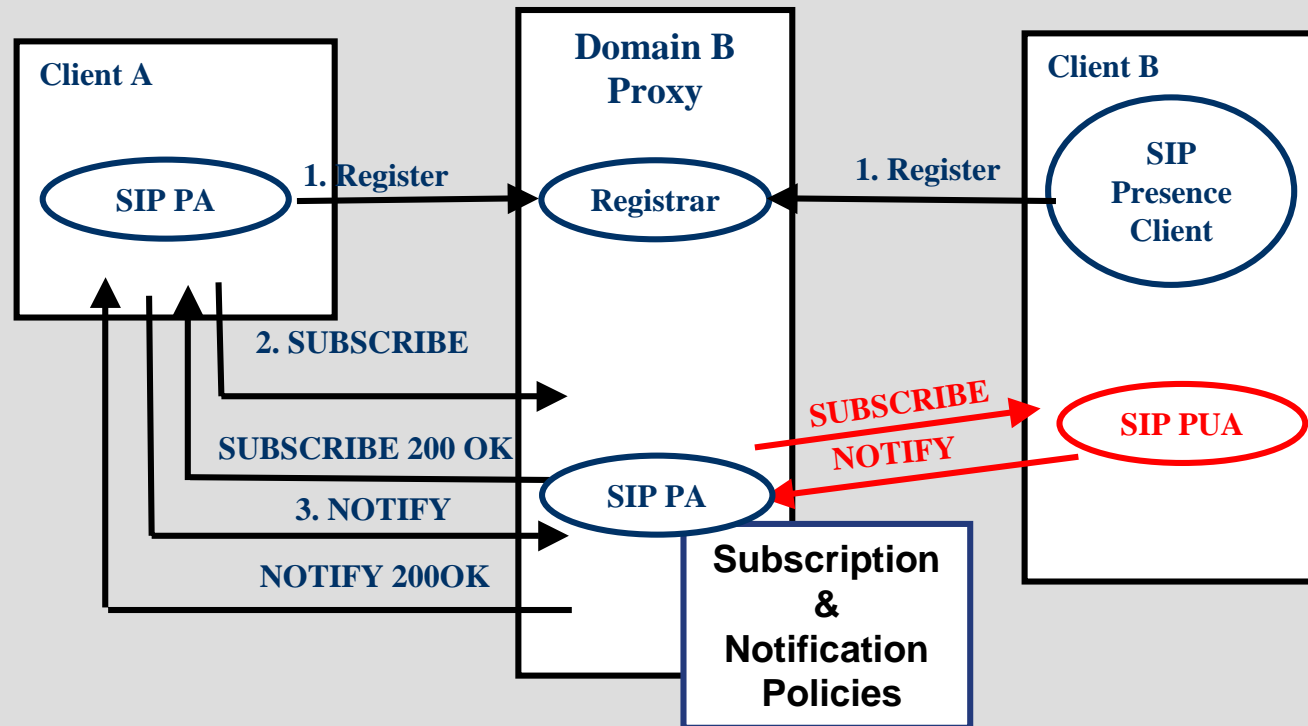 Client A
SIP PA
1. Register
Domain B
Proxy
Registrar
1. Register
Client B
SIP
Presence
Client
2. SUBSCRIBE
SUBSCRIBE 200 OK
3. NOTIFY
NOTIFY 200OK
SIP PA
SUBSCRIBE
NOTIFY
SIP PUA
Subscription
&
Notification
Policies